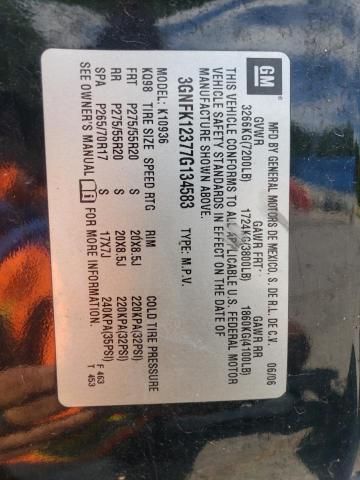 GM
MFD BY GENERAL MOTORS DE MEXICO, S. DE R.L. DE C.V. 06/06
GVWR GAWR FRT GAWR RR
3266KG(7200LB) 1724KG(3800LB) 1860KG(4100LB)
THIS VEHICLE CONFORMS TO ALL APPLICABLE U.S. FEDERAL MOTOR
VEHICLE SAFETY STANDARDS IN EFFECT ON THE DATE OF
MANUFACTURE SHOWN ABOVE.
3GNFK12377G134583 TYPE: M.P.V.
MODEL: K10936
KQ98 TIRE SIZE SPEED RTG RIM COLD TIRE PRESSURE
FRT P275/55R20 S 20X8.5J 220KPA(32PSI)
RR P275/55R20 S 20X8.5J 220KPA(32PSI)
SPA P265/70R17 S 17X7J 240KPA(35PSI)
SEE OWNER'S MANUAL i F 463
T 453